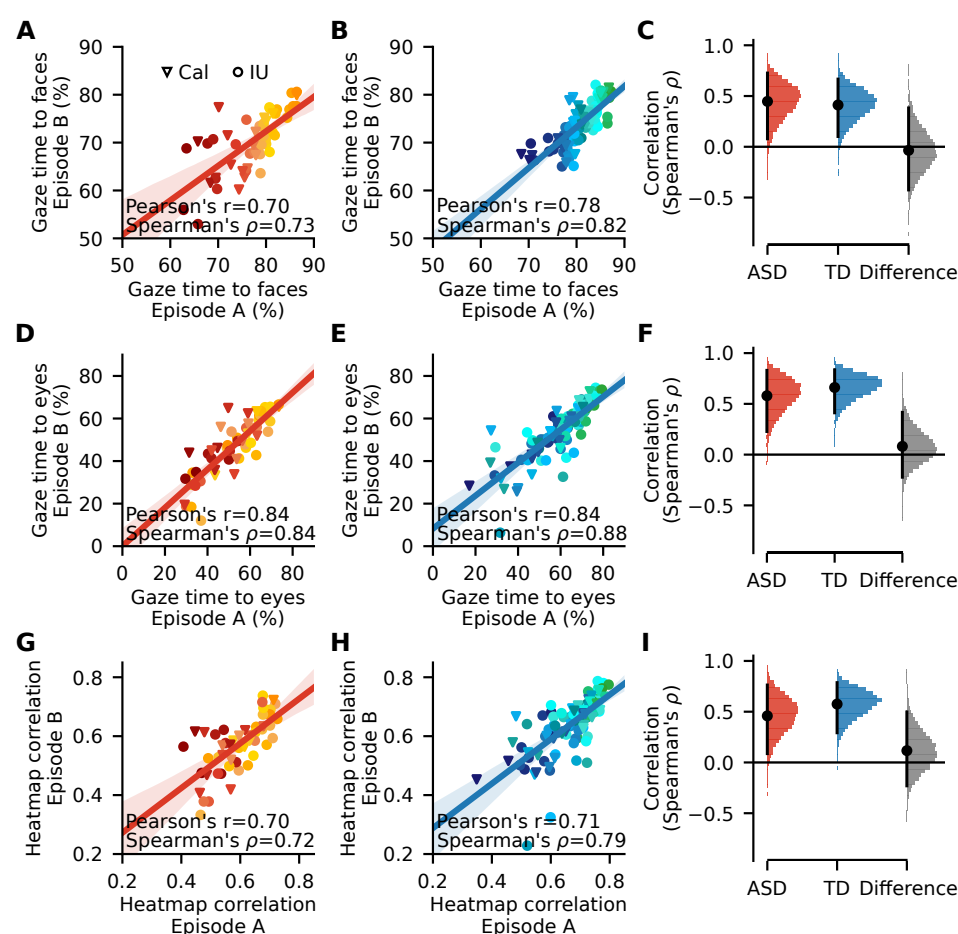 A
Gaze time to faces
Episode B (%)
90
80
70
60
50
Cal
IU
Pearson's r=0.70
Spearman's ρ=0.73
50 60 70 80 90
Gaze time to faces
Episode A (%)
B
Gaze time to faces
Episode B (%)
90
80
70
60
50
Pearson's r=0.78
Spearman's ρ=0.82
50 60 70 80 90
Gaze time to faces
Episode A (%)
C
Correlation
(Spearman's ρ)
1.0
0.5
0.0
−0.5
ASD TD Difference
D
Gaze time to eyes
Episode B (%)
80
60
40
20
0
Pearson's r=0.84
Spearman's ρ=0.84
0 20 40 60 80
Gaze time to eyes
Episode A (%)
E
Gaze time to eyes
Episode B (%)
80
60
40
20
0
Pearson's r=0.84
Spearman's ρ=0.88
0 20 40 60 80
Gaze time to eyes
Episode A (%)
F
Correlation
(Spearman's ρ)
1.0
0.5
0.0
−0.5
ASD TD Difference
G
Heatmap correlation
Episode B
0.8
0.6
0.4
0.2
Pearson's r=0.70
Spearman's ρ=0.72
0.2 0.4 0.6 0.8
Heatmap correlation
Episode A
H
Heatmap correlation
Episode B
0.8
0.6
0.4
0.2
Pearson's r=0.71
Spearman's ρ=0.79
0.2 0.4 0.6 0.8
Heatmap correlation
Episode A
I
Correlation
(Spearman's ρ)
1.0
0.5
0.0
−0.5
ASD TD Difference